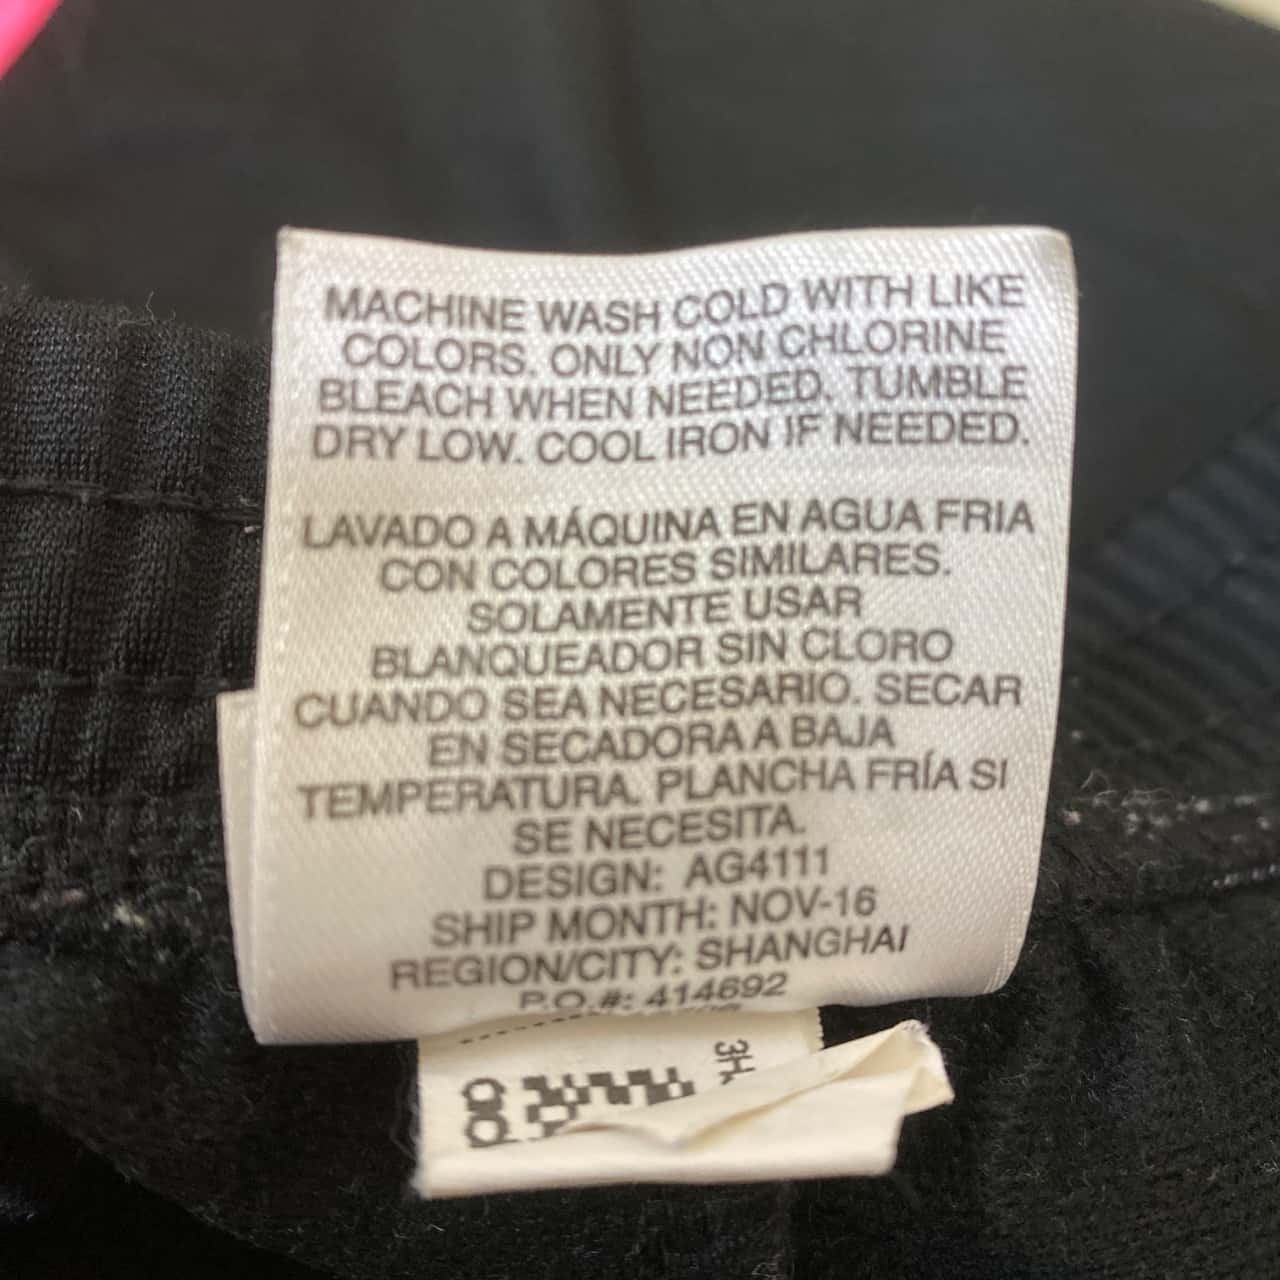 MACHINE WASH COLD WITH LIKE
COLORS. ONLY NON CHLORINE
BLEACH WHEN NEEDED. TUMBLE
DRY LOW. COOL IRON IF NEEDED.
LAVADO A MÁQUINA EN AGUA FRIA
CON COLORES SIMILARES.
SOLAMENTE USAR
BLANQUEADOR SIN CLORO
CUANDO SEA NECESARIO. SECAR
EN SECADORA A BAJA
TEMPERATURA. PLANCHA FRÍA SI
SE NECESITA.
DESIGN: AG4111
SHIP MONTH: NOV-16
REGION/CITY: SHANGHAI
P.O.#: 414692